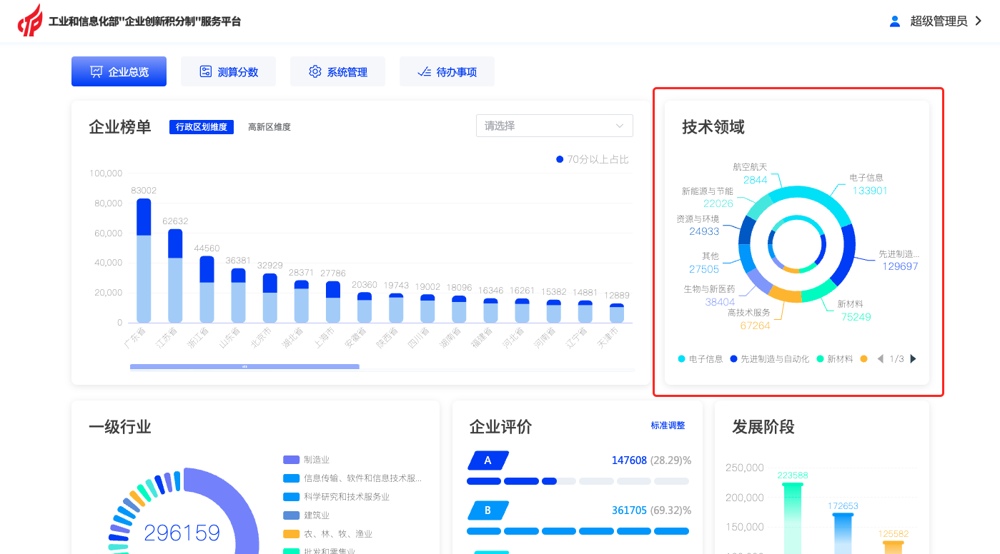 工业和信息化部"企业创新积分制"服务平台
超级管理员
企业总览
测算分数
系统管理
待办事项
企业榜单
行政区划维度
高新区维度
请选择
70分以上占比
100,000
80,000
60,000
40,000
20,000
0
83002
62632
44560
36381
32929
28371
27786
20360
19743
19002
18096
16346
16261
15382
14881
12889
广东省
江苏省
浙江省
山东省
北京市
湖北省
上海市
安徽省
陕西省
四川省
湖南省
福建省
河北省
河南省
辽宁省
天津市
技术领域
航空航天
2844
电子信息
133901
新能源与节能
22026
资源与环境
24933
先进制造...
129697
其他
27505
生物与新医药
38404
新材料
75249
高技术服务
67264
电子信息
先进制造与自动化
新材料
1/3
一级行业
296159
制造业
信息传输、软件和信息技术服...
科学研究和技术服务业
建筑业
农、林、牧、渔业
批发和零售业
企业评价
标准调整
A
147608 (28.29)%
B
361705 (69.32)%
发展阶段
250,000
200,000
150,000
223588
172653
125582